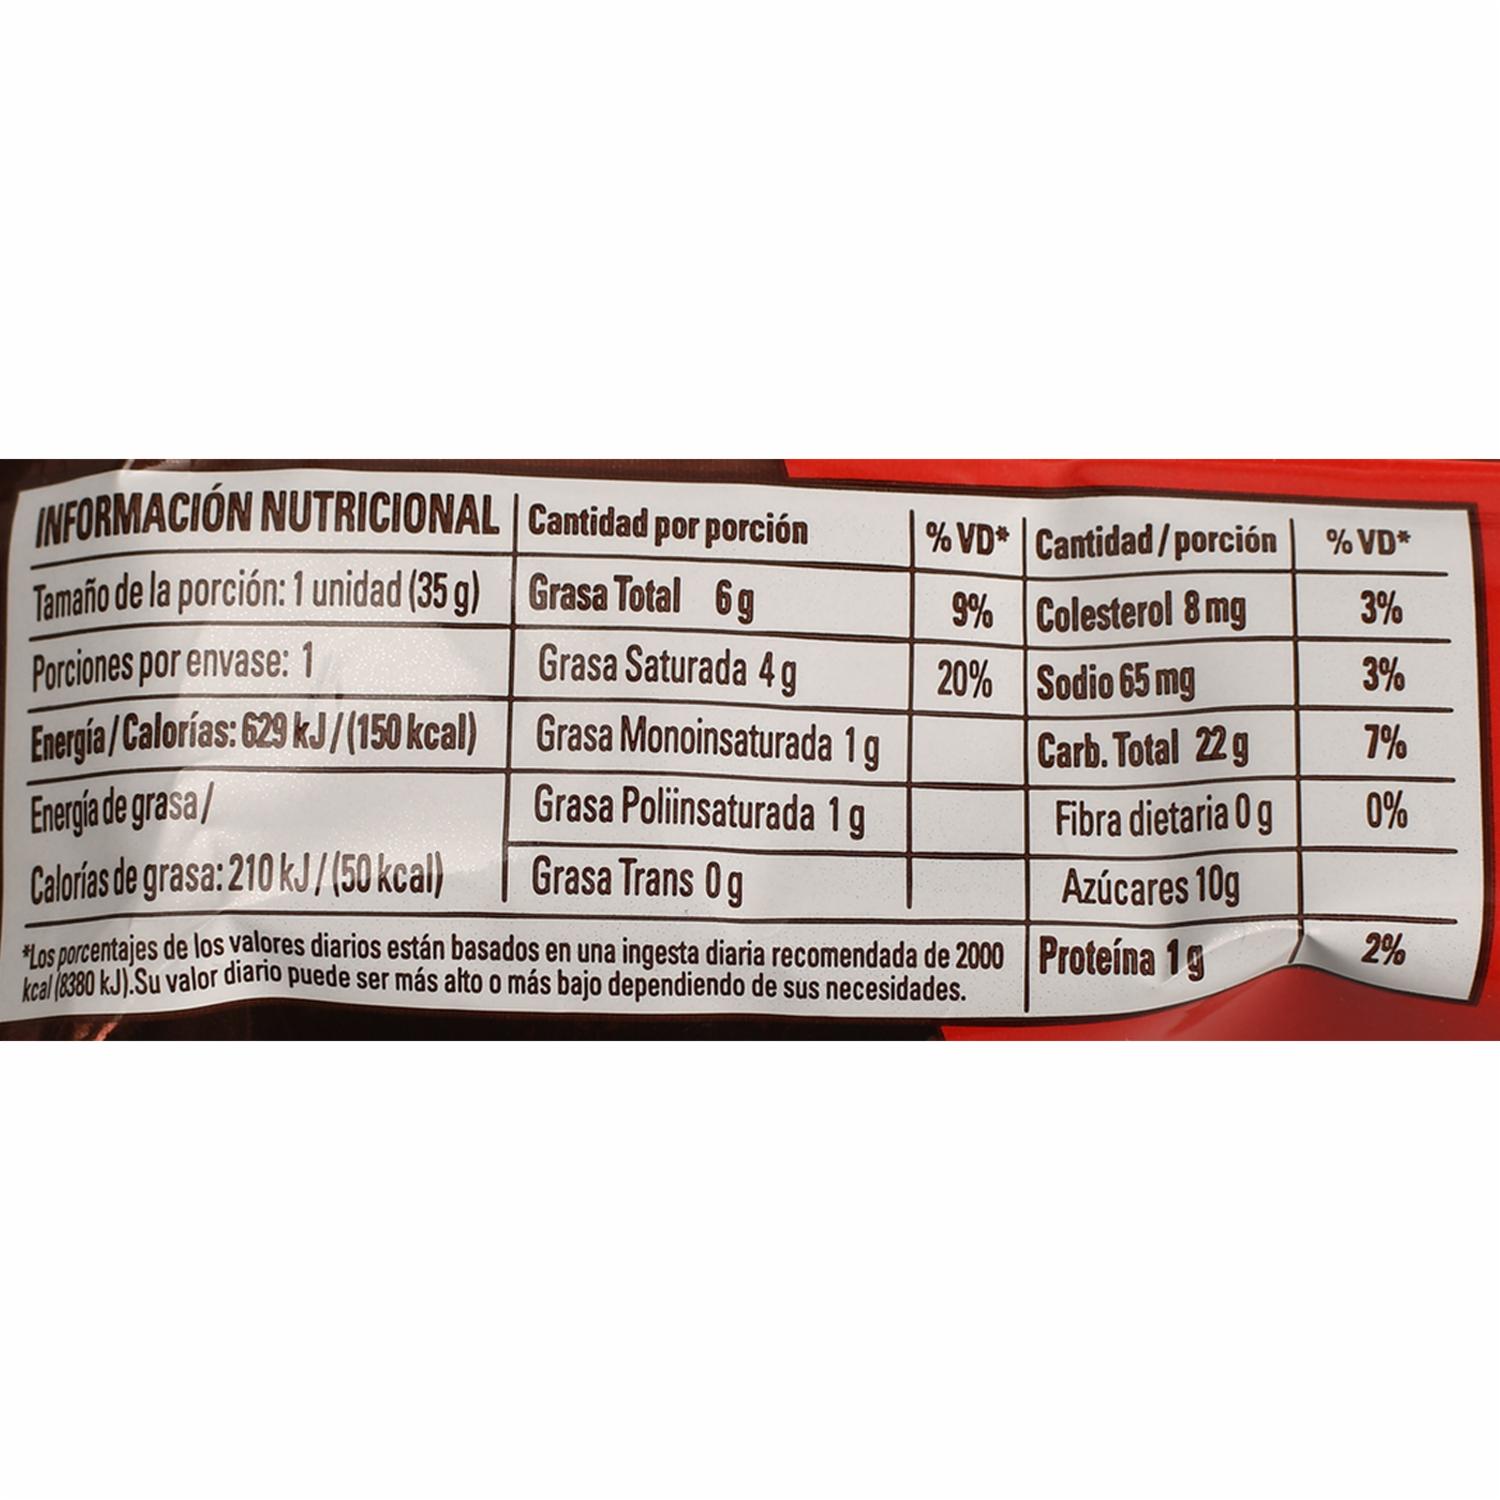 INFORMACIÓN NUTRICIONAL
Tamaño de la porción: 1 unidad (35 g)
Porciones por envase: 1
Energía / Calorías: 629 kJ / (150 kcal)
Energía de grasa /
Calorías de grasa: 210 kJ / (50 kcal)
Cantidad por porción % VD*
Grasa Total 6 g 9%
Grasa Saturada 4 g 20%
Grasa Monoinsaturada 1 g
Grasa Poliinsaturada 1 g
Grasa Trans 0 g
Cantidad / porción % VD*
Colesterol 8 mg 3%
Sodio 65 mg 3%
Carb. Total 22 g 7%
Fibra dietaria 0 g 0%
Azúcares 10g
Proteína 1 g 2%
*Los porcentajes de los valores diarios están basados en una ingesta diaria recomendada de 2000
kcal (8380 kJ).Su valor diario puede ser más alto o más bajo dependiendo de sus necesidades.